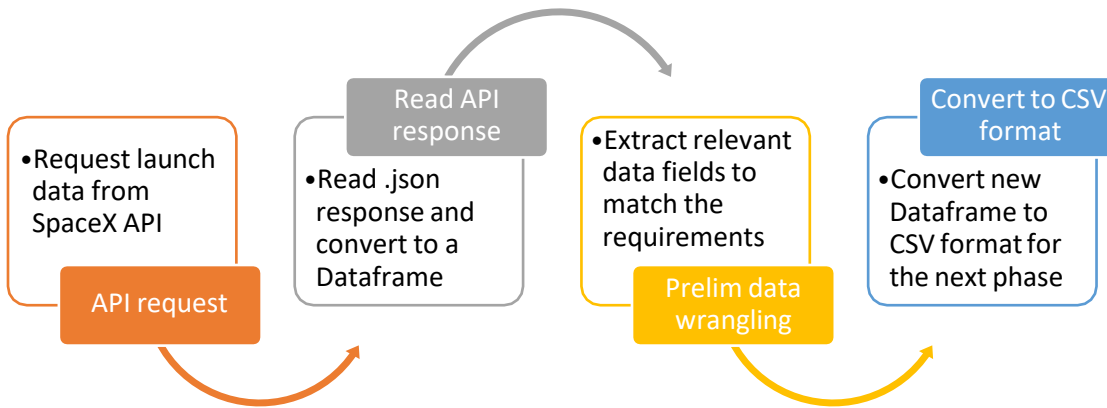 •Request launch
data from
SpaceX API
API request
Read API
response
•Read .json
response and
convert to a
Dataframe
•Extract relevant
data fields to
match the
requirements
Prelim data
wrangling
Convert to CSV
format
•Convert new
Dataframe to
CSV format for
the next phase